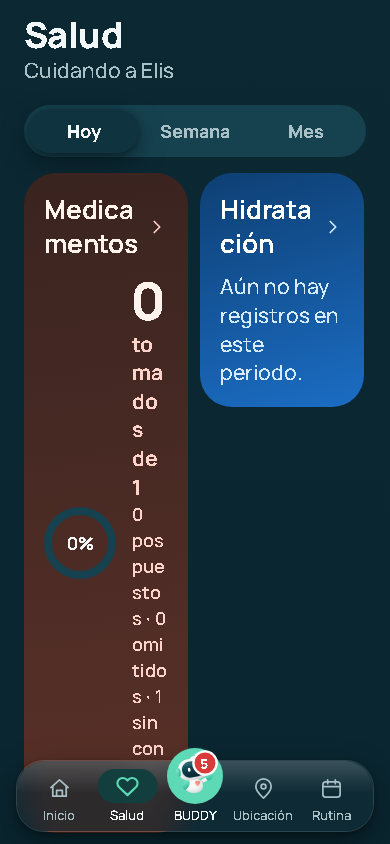 Salud
Cuidando a Elis
Hoy
Semana
Mes
Medica
mentos
0
to
ma
do
s
de
1
0
pos
pue
sto
s · 0
omi
tido
s · 1
sin
con
0%
Hidrata
ción
Aún no hay
registros en
este
periodo.
5
Inicio
Salud
BUDDY
Ubicación
Rutina